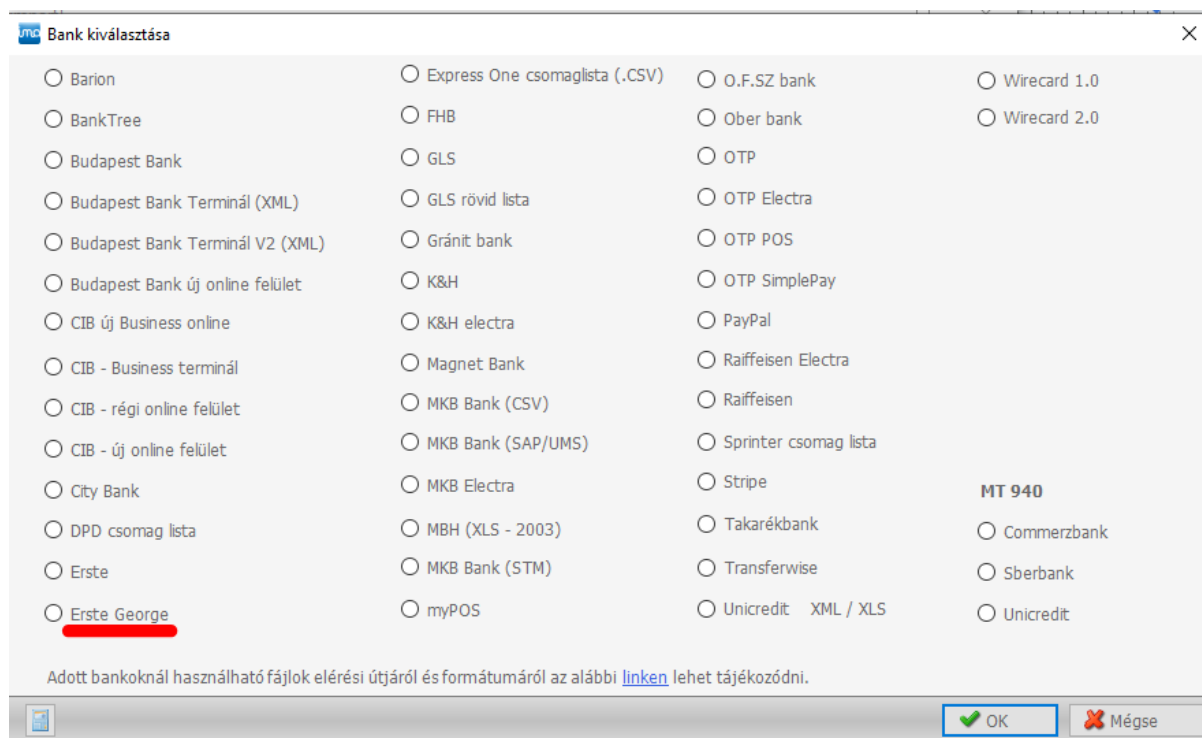 Bank kiválasztása
Barion
BankTree
Budapest Bank
Budapest Bank Terminál (XML)
Budapest Bank Terminál V2 (XML)
Budapest Bank új online felület
CIB új Business online
CIB - Business terminál
CIB - régi online felület
CIB - új online felület
City Bank
DPD csomag lista
Erste
Erste George
Express One csomaglista (.CSV)
FHB
GLS
GLS rövid lista
Gránit bank
K&H
K&H electra
Magnet Bank
MKB Bank (CSV)
MKB Bank (SAP/UMS)
MKB Electra
MBH (XLS - 2003)
MKB Bank (STM)
myPOS
O.F.SZ bank
Ober bank
OTP
OTP Electra
OTP POS
OTP SimplePay
PayPal
Raiffeisen Electra
Raiffeisen
Sprinter csomag lista
Stripe
Takarékbank
Transferwise
Unicredit XML / XLS
Wirecard 1.0
Wirecard 2.0
MT 940
Commerzbank
Sberbank
Unicredit
Adott bankoknál használható fájlok elérési útjáról és formátumáról az alábbi linken lehet tájékozódni.
OK
Mégse